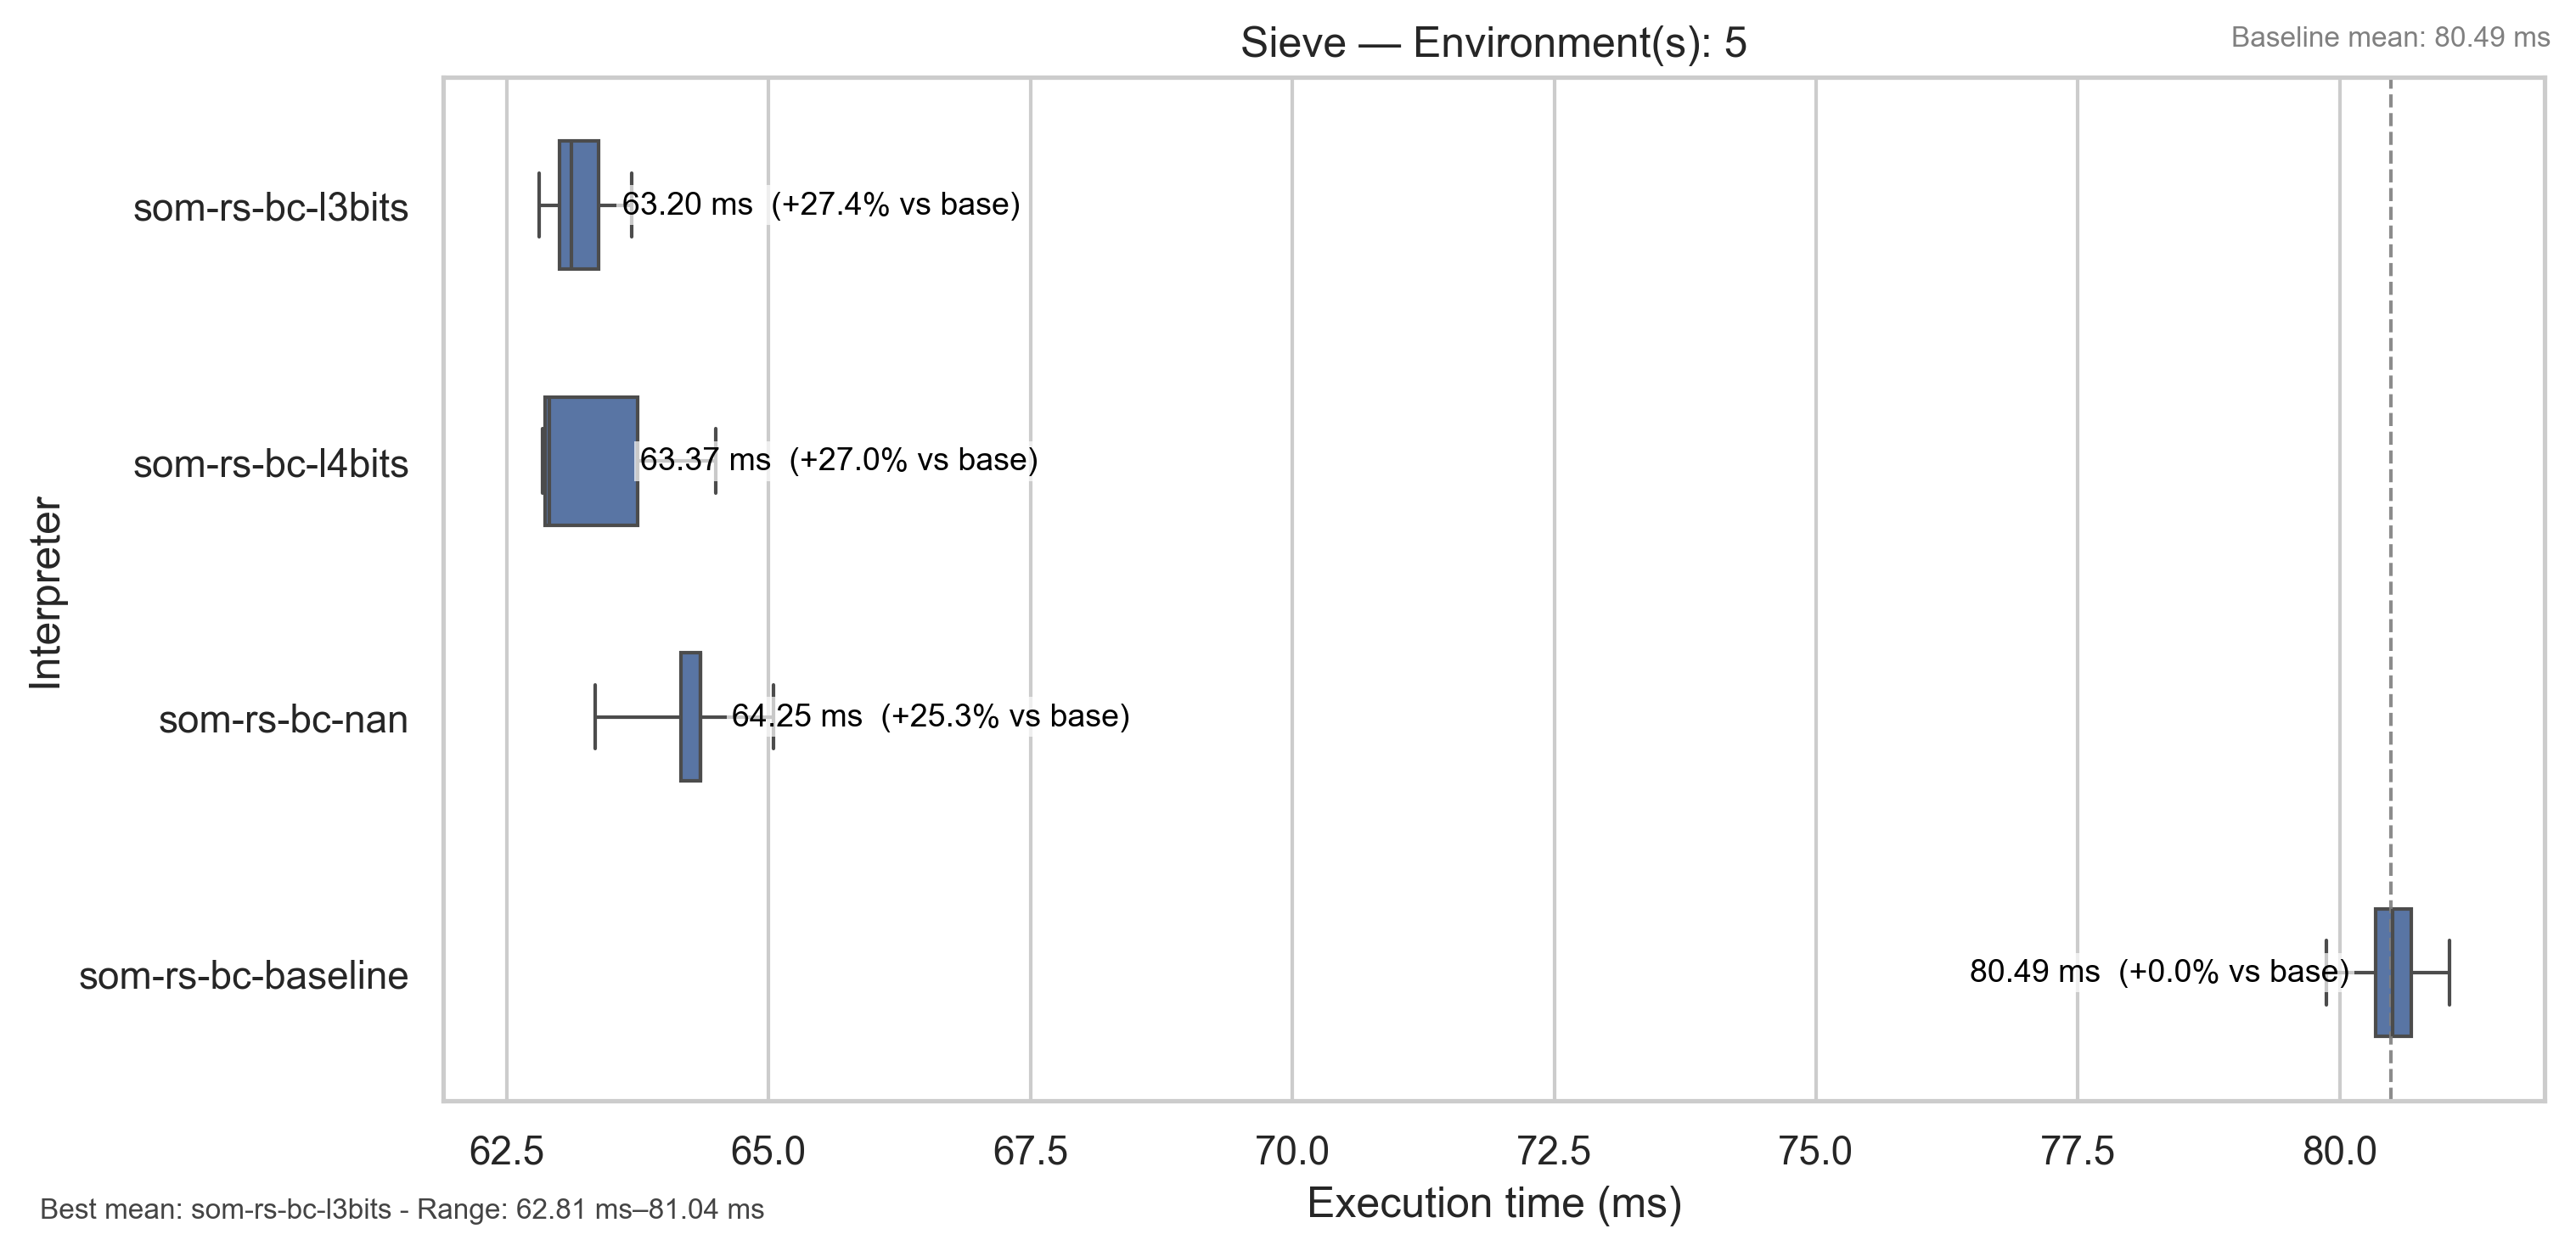 Sieve — Environment(s): 5
Baseline mean: 80.49 ms
som-rs-bc-l3bits
63.20 ms  (+27.4% vs base)
som-rs-bc-l4bits
63.37 ms  (+27.0% vs base)
Interpreter
som-rs-bc-nan
64.25 ms  (+25.3% vs base)
som-rs-bc-baseline
80.49 ms  (+0.0% vs base)
62.5 65.0 67.5 70.0 72.5 75.0 77.5 80.0
Execution time (ms)
Best mean: som-rs-bc-l3bits - Range: 62.81 ms–81.04 ms